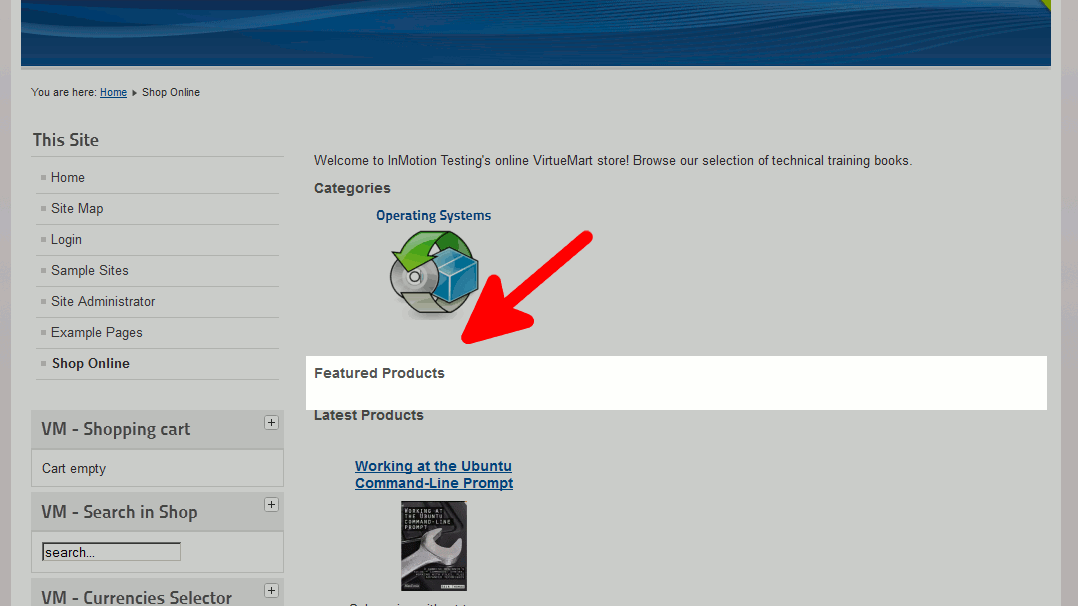 You are here: Home Shop Online
This Site
Home
Site Map
Login
Sample Sites
Site Administrator
Example Pages
Shop Online
VM - Shopping cart
Cart empty
VM - Search in Shop
search...
VM - Currencies Selector
Welcome to InMotion Testing's online VirtueMart store! Browse our selection of technical training books.
Categories
Operating Systems
Featured Products
Latest Products
Working at the Ubuntu
Command-Line Prompt
WORKING AT
THE UBUNTU
COMMAND-LINE
PROMPT